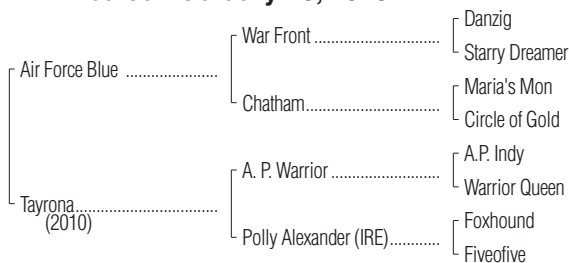 War Front
Danzig
Starry Dreamer
Air Force Blue
Chatham
Maria's Mon
Circle of Gold
Tayrona
(2010)
A. P. Warrior
A.P. Indy
Warrior Queen
Polly Alexander (IRE)
Foxhound
Fiveofive